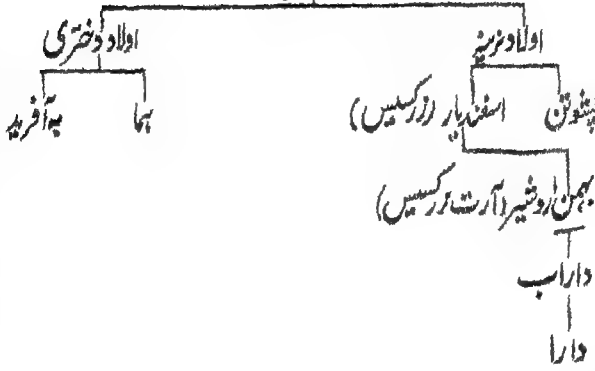 اولاد نرینہ اولاد دختری
پشوتن اسفندیار (زرکسیس) ہما بہ آفرید
بہمن اردشیر (آرت زرکسیس)
داراب
دارا